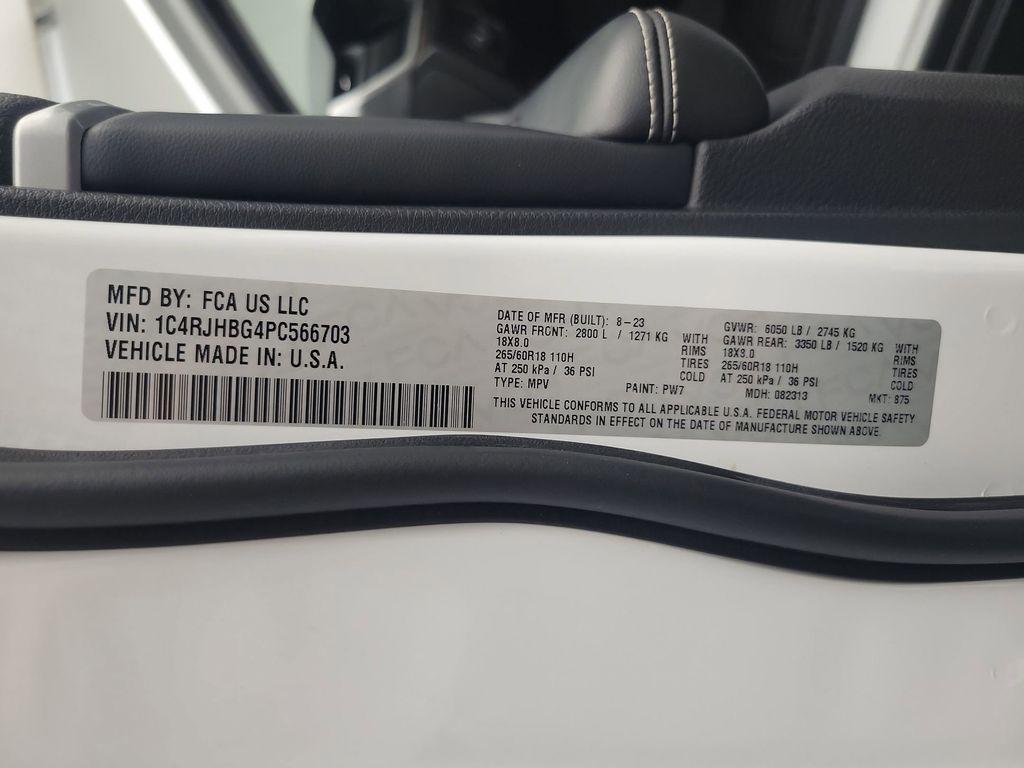 MFD BY: FCA US LLC
VIN: 1C4RJHBG4PC566703
VEHICLE MADE IN: U.S.A.
DATE OF MFR (BUILT): 8-23
GAWR FRONT: 2800 L / 1271 KG WITH
18X8.0 RIMS
265/60R18 110H TIRES
AT 250 kPa / 36 PSI COLD
TYPE: MPV PAINT: PW7
GVWR: 6050 LB / 2745 KG
GAWR REAR: 3350 LB / 1520 KG WITH
18X8.0 RIMS
265/60R18 110H TIRES
AT 250 kPa / 36 PSI COLD
MDH: 082313 MKT: 875
THIS VEHICLE CONFORMS TO ALL APPLICABLE U.S.A. FEDERAL MOTOR VEHICLE SAFETY
STANDARDS IN EFFECT ON THE DATE OF MANUFACTURE SHOWN ABOVE.